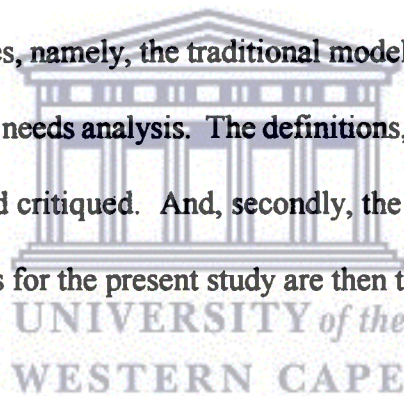 es, namely, the traditional model
needs analysis. The definitions,
d critiqued. And, secondly, the
s for the present study are then t
UNIVERSITY of the
WESTERN CAPE